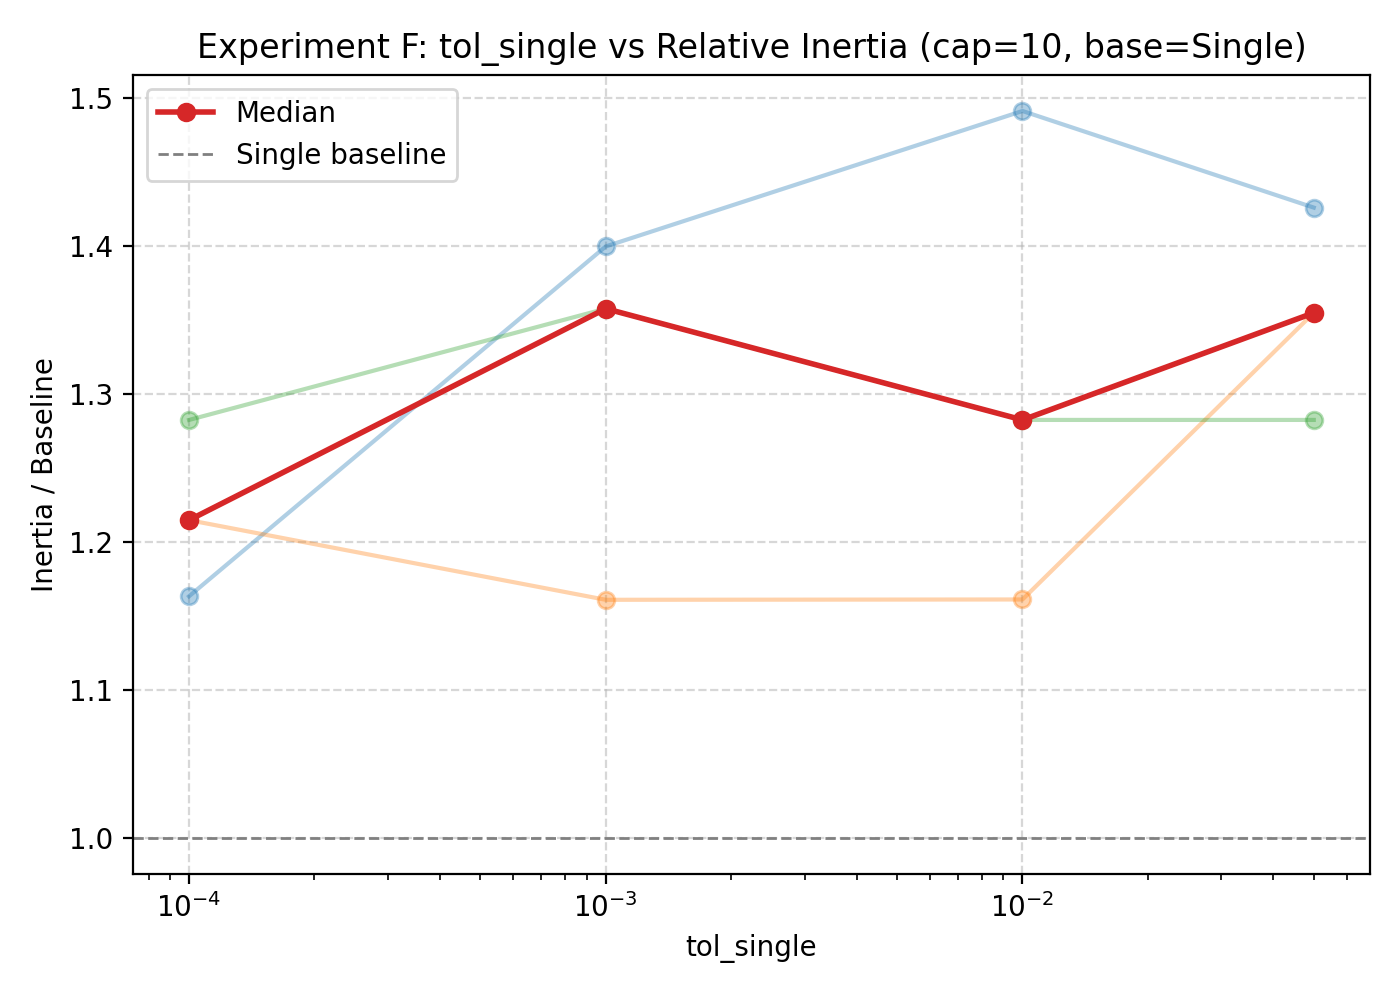 Experiment F: tol_single vs Relative Inertia (cap=10, base=Single)
Median
Single baseline
Inertia / Baseline
1.5
1.4
1.3
1.2
1.1
1.0
10⁻⁴ 10⁻³ 10⁻²
tol_single